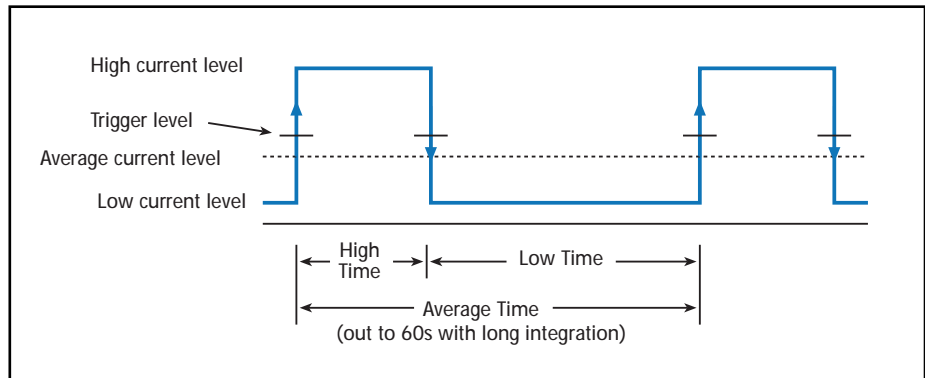 High current level
Trigger level
Average current level
Low current level
High
Time
Low Time
Average Time
(out to 60s with long integration)